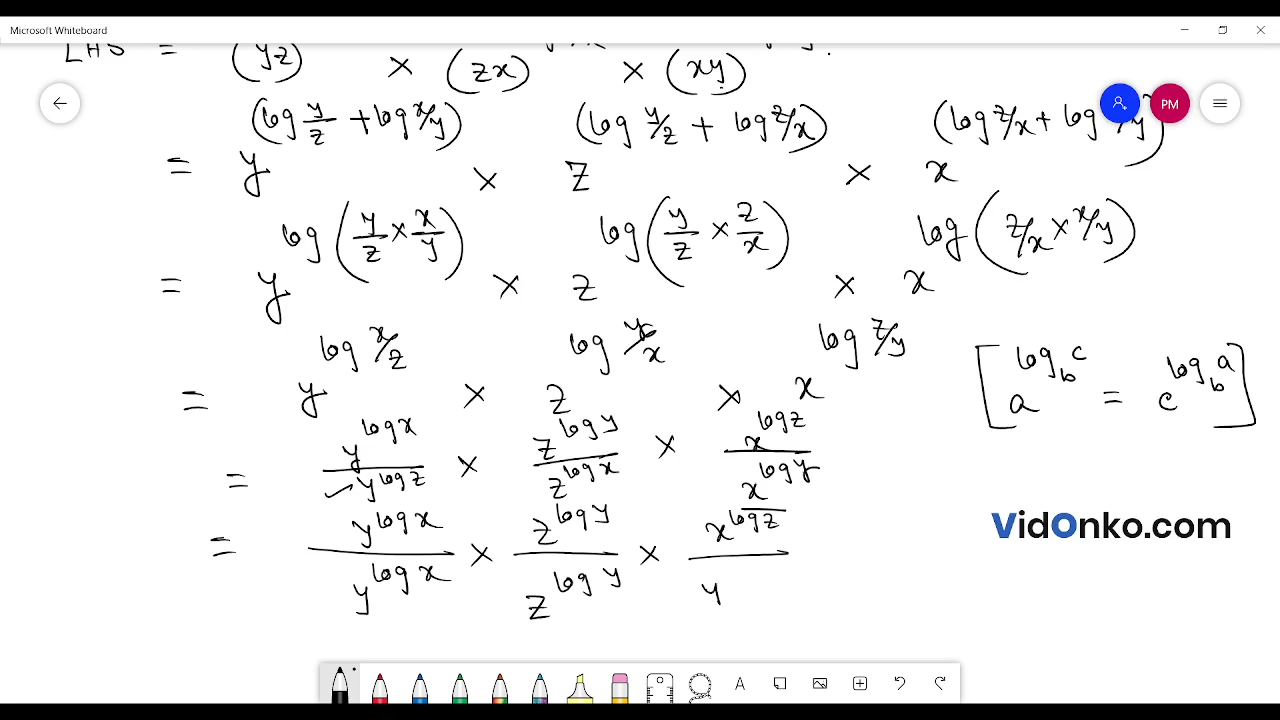 Microsoft Whiteboard
LHS = (yz) × (zx) × (xy)
PM
(log y/z + log x/y) (log y/z + log z/x) (log z/x + log x/y)
= y × z × x
log (y/z × x/y) log (y/z × z/x) log (z/x × x/y)
= y × z × x
log x/z log y/x log z/y
= y × z × x
[a^(log_b c) = c^(log_b a)]
= y^(log x)/y^(log z) × z^(log y)/z^(log x) × x^(log z)/x^(log y)
= y^(log x)/y^(log x) × z^(log y)/z^(log y) × x^(log z)/
VidOnko.com
A